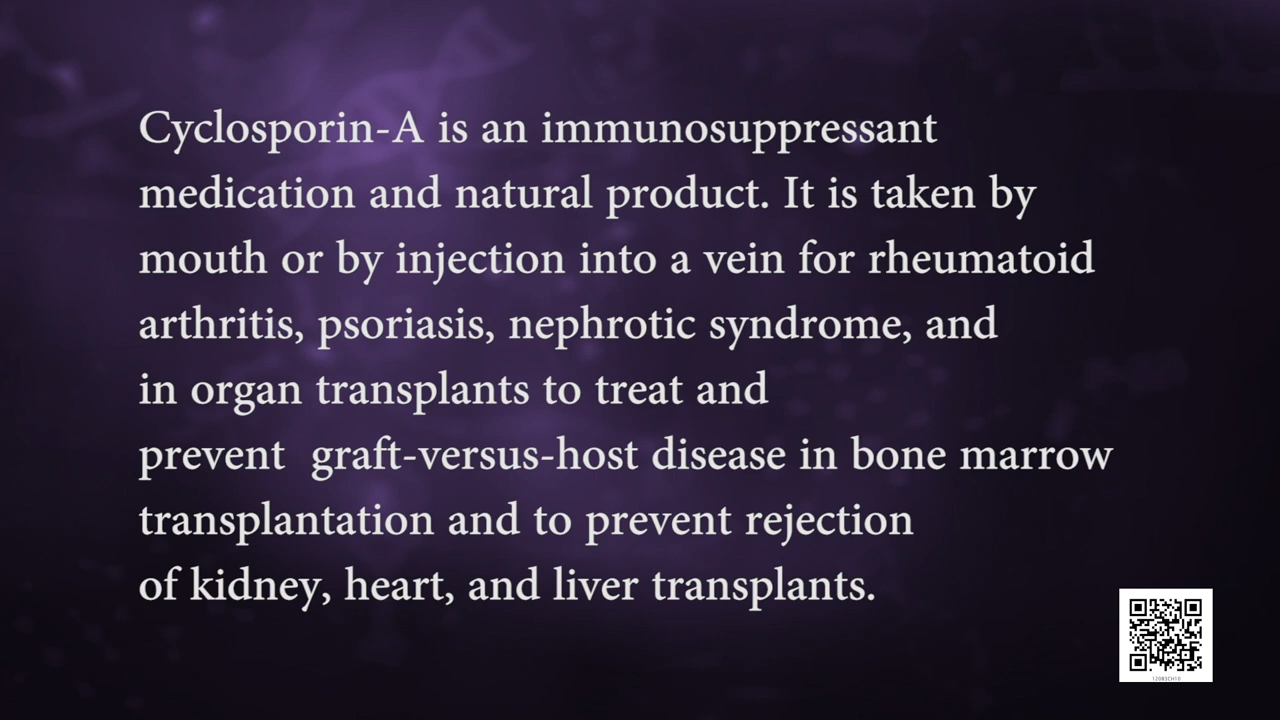 Cyclosporin-A is an immunosuppressant
medication and natural product. It is taken by
mouth or by injection into a vein for rheumatoid
arthritis, psoriasis, nephrotic syndrome, and
in organ transplants to treat and
prevent  graft-versus-host disease in bone marrow
transplantation and to prevent rejection
of kidney, heart, and liver transplants.